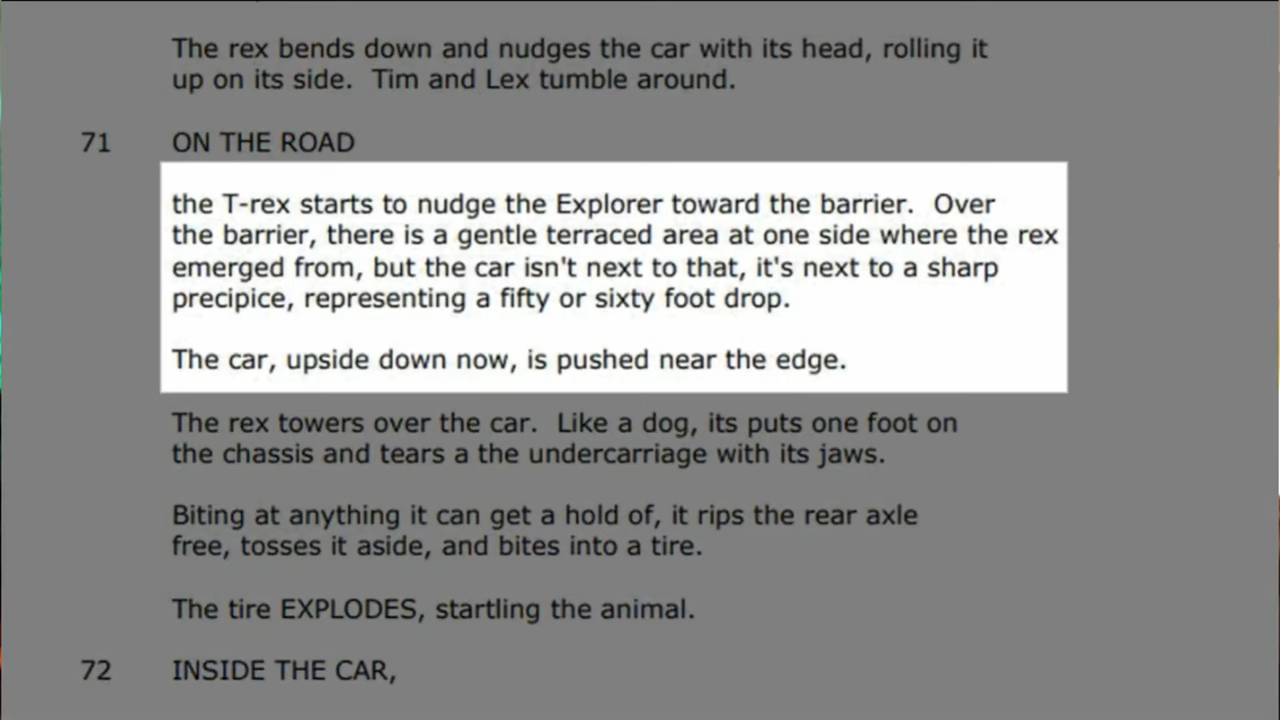 The rex bends down and nudges the car with its head, rolling it
up on its side. Tim and Lex tumble around.
71 ON THE ROAD
the T-rex starts to nudge the Explorer toward the barrier. Over
the barrier, there is a gentle terraced area at one side where the rex
emerged from, but the car isn't next to that, it's next to a sharp
precipice, representing a fifty or sixty foot drop.
The car, upside down now, is pushed near the edge.
The rex towers over the car. Like a dog, its puts one foot on
the chassis and tears a the undercarriage with its jaws.
Biting at anything it can get a hold of, it rips the rear axle
free, tosses it aside, and bites into a tire.
The tire EXPLODES, startling the animal.
72 INSIDE THE CAR,